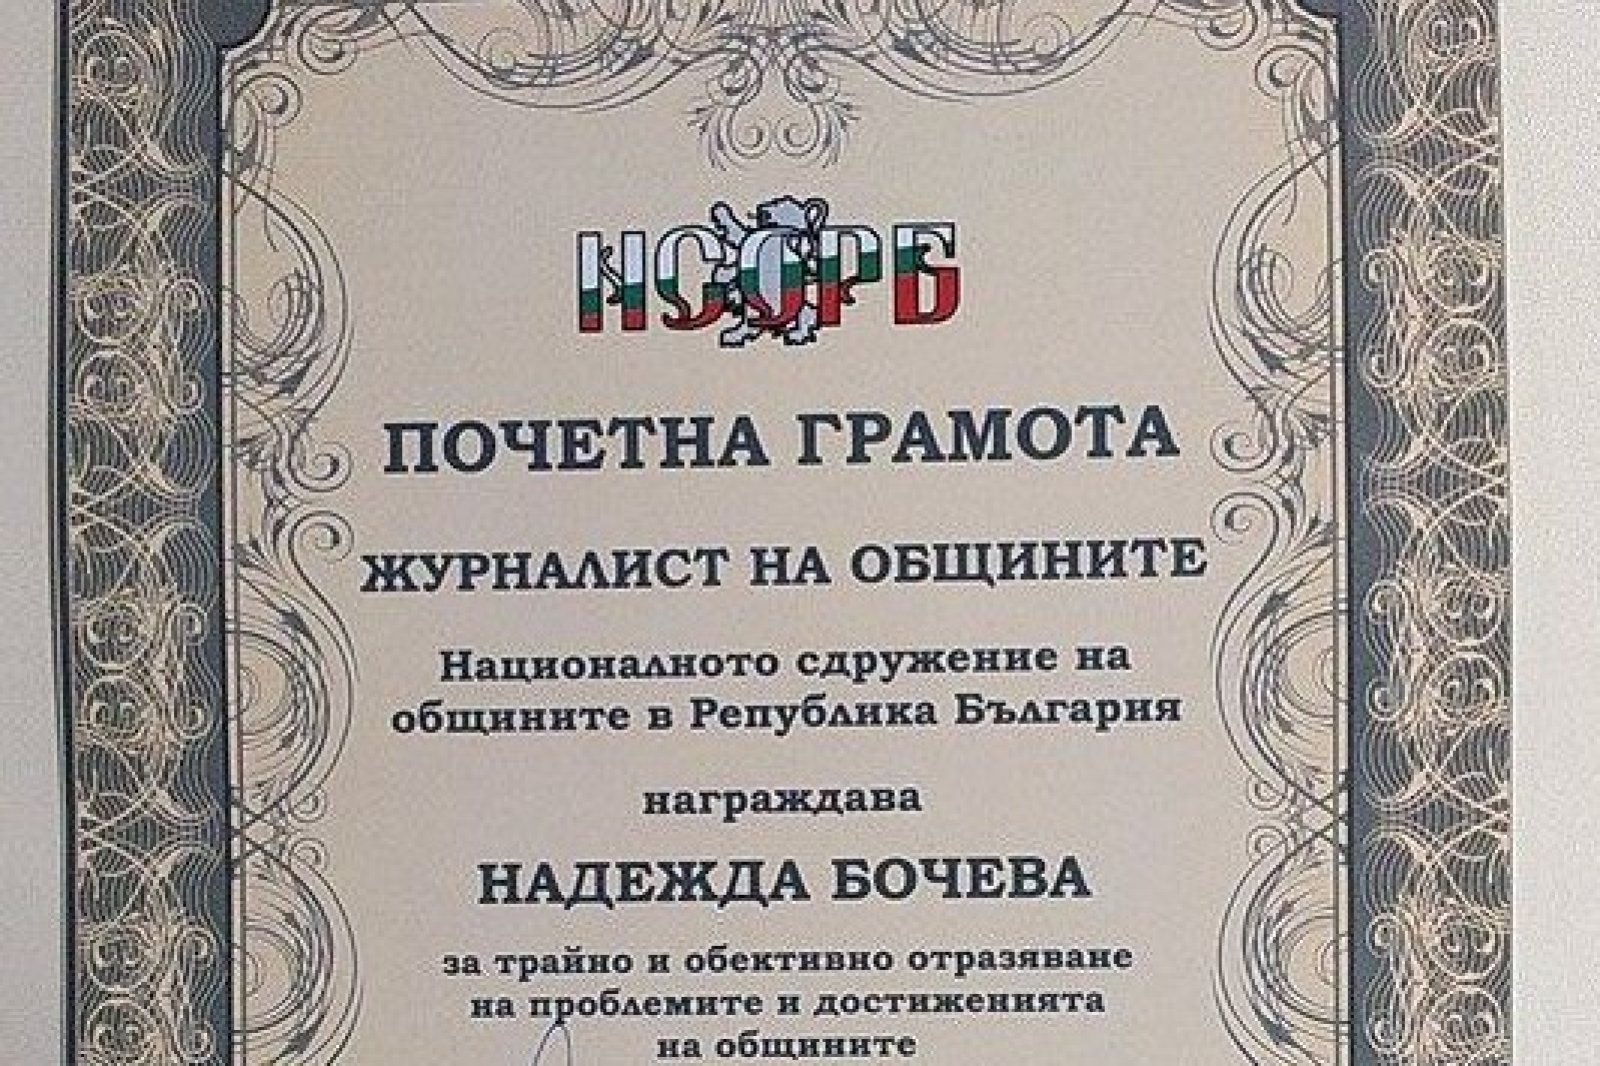 НСОРБ
ПОЧЕТНА ГРАМОТА
ЖУРНАЛИСТ НА ОБЩИНИТЕ
Националното сдружение на
общините в Република България
награждава
НАДЕЖДА БОЧЕВА
за трайно и обективно отразяване
на проблемите и достиженията
на общините